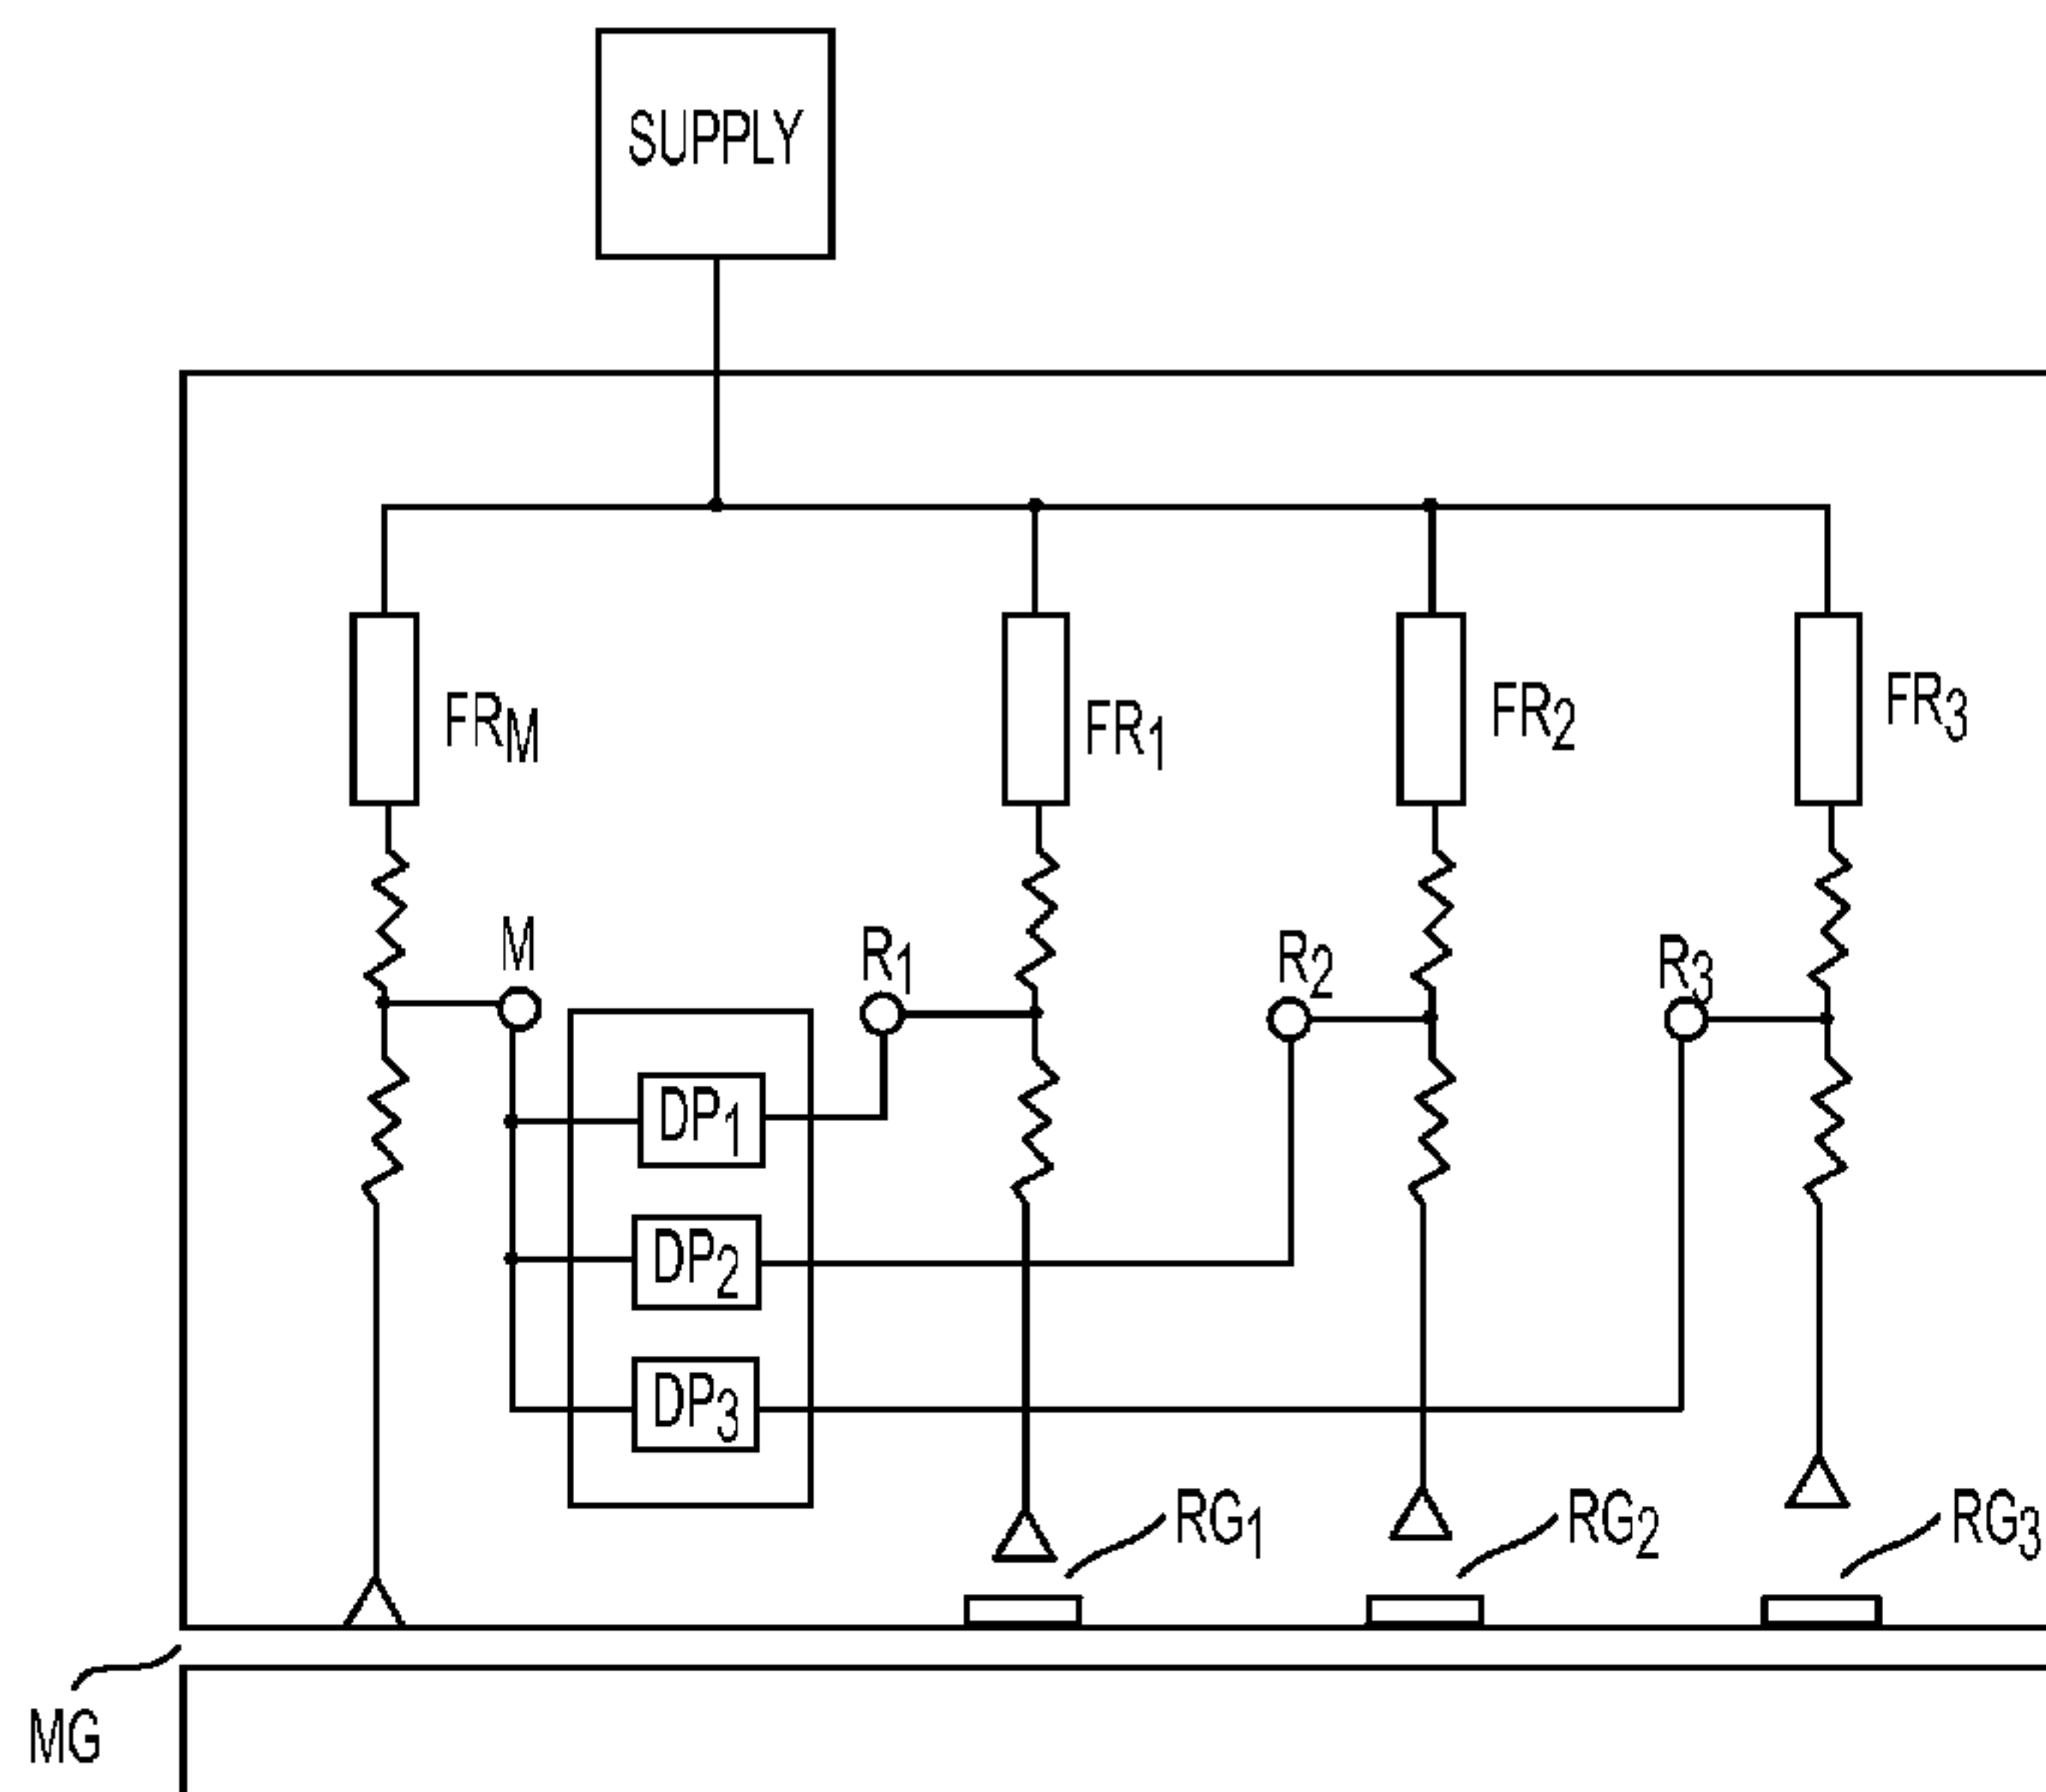 SUPPLY
FRM
FR1
FR2
FR3
M
R1
R2
R3
DP1
DP2
DP3
RG1
RG2
RG3
MG